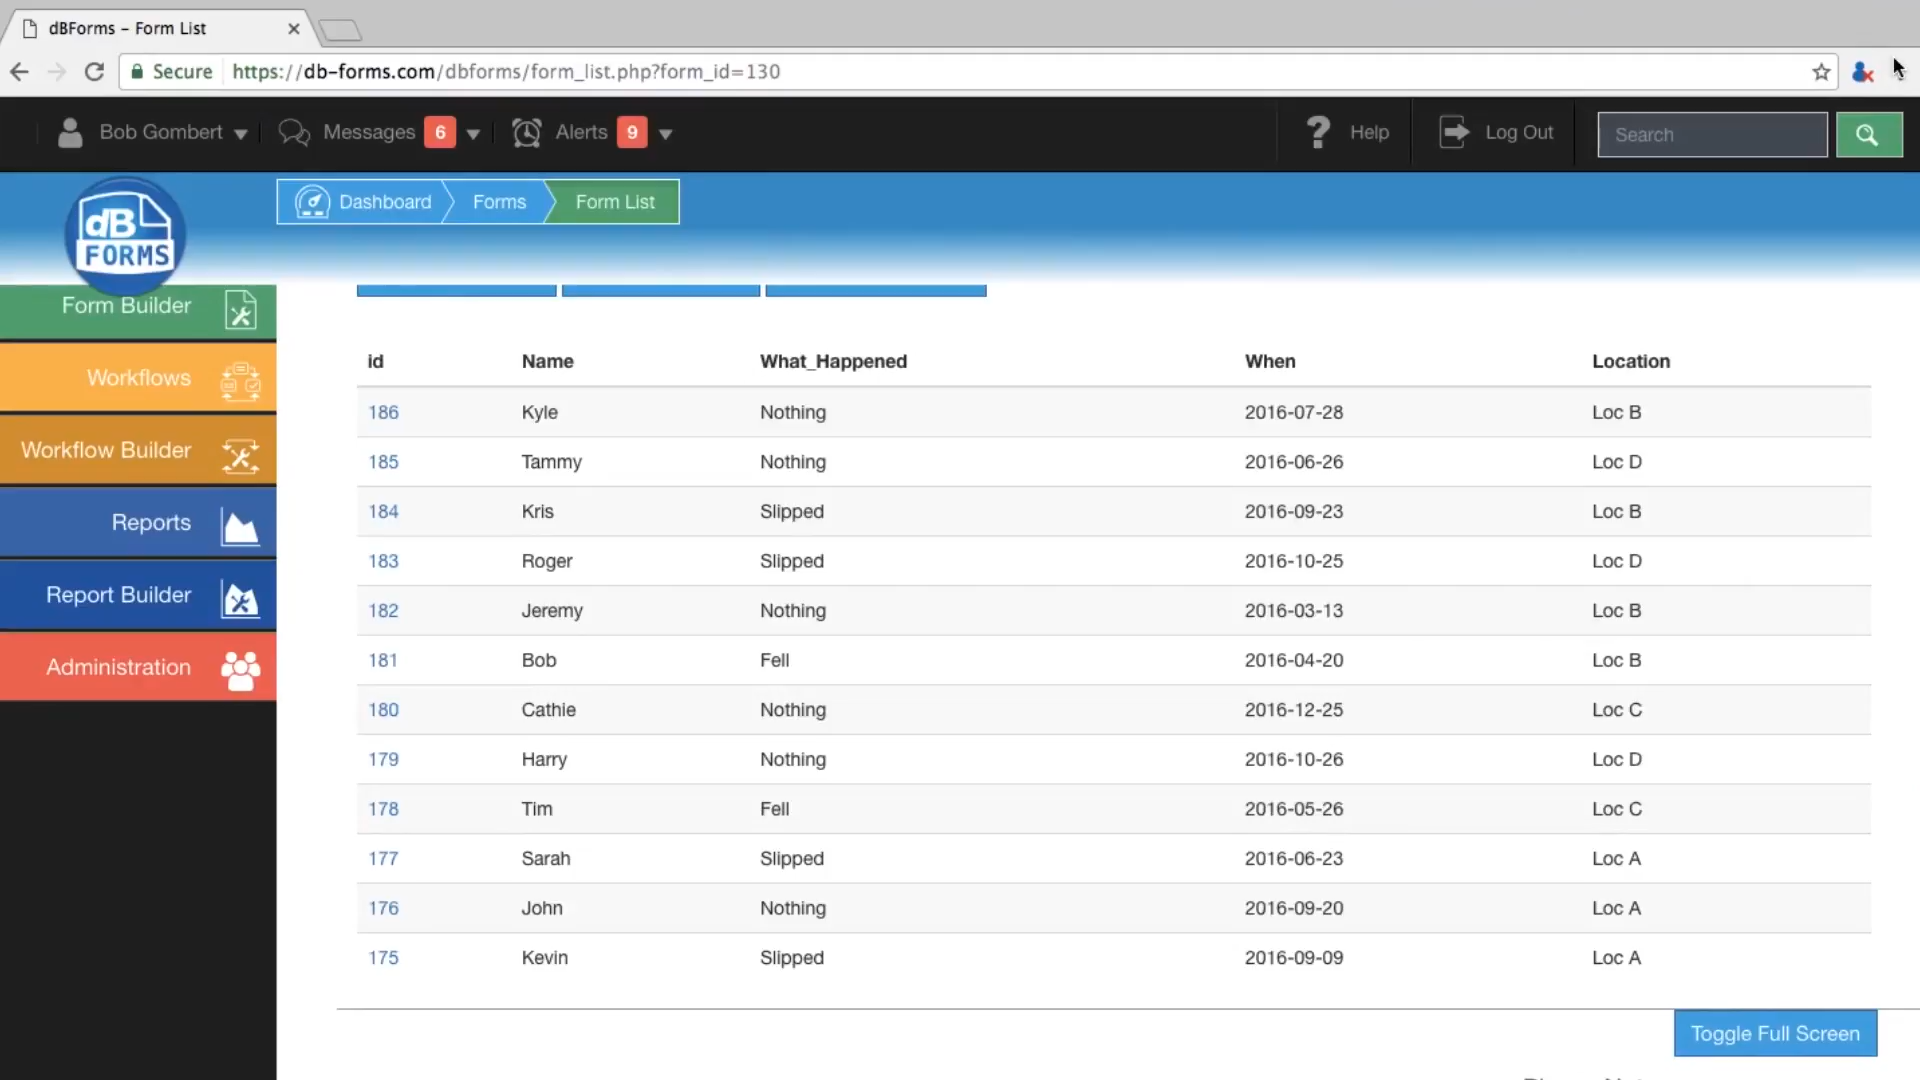 dBForms – Form List
Secure https://db-forms.com/dbforms/form_list.php?form_id=130
Bob Gombert Messages 6 Alerts 9 ? Help Log Out Search
dB FORMS
Dashboard Forms Form List
Form Builder
Workflows
Workflow Builder
Reports
Report Builder
Administration
id Name What_Happened When Location
186 Kyle Nothing 2016-07-28 Loc B
185 Tammy Nothing 2016-06-26 Loc D
184 Kris Slipped 2016-09-23 Loc B
183 Roger Slipped 2016-10-25 Loc D
182 Jeremy Nothing 2016-03-13 Loc B
181 Bob Fell 2016-04-20 Loc B
180 Cathie Nothing 2016-12-25 Loc C
179 Harry Nothing 2016-10-26 Loc D
178 Tim Fell 2016-05-26 Loc C
177 Sarah Slipped 2016-06-23 Loc A
176 John Nothing 2016-09-20 Loc A
175 Kevin Slipped 2016-09-09 Loc A
Toggle Full Screen